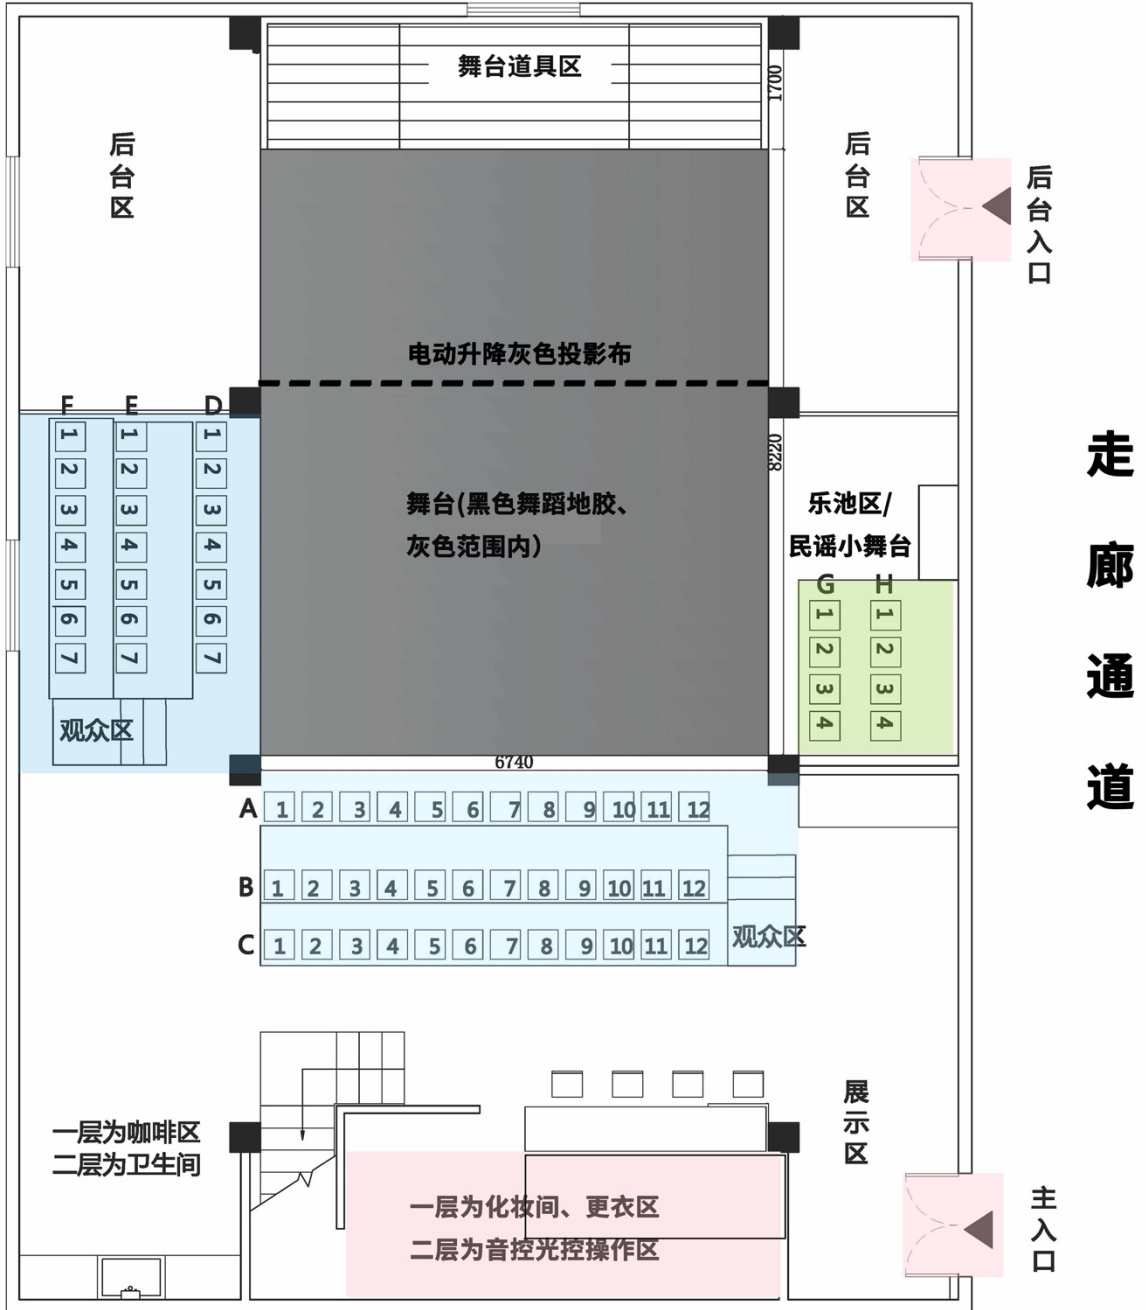 舞台道具区
1700
后台区
后台区
后台入口
电动升降灰色投影布
F E D
1 1 1
2 2 2
3 3 3
4 4 4
5 5 5
6 6 6
7 7 7
观众区
8220
舞台(黑色舞蹈地胶、
灰色范围内）
乐池区/
民谣小舞台
G H
1 1
2 2
3 3
4 4
走廊通道
6740
A 1 2 3 4 5 6 7 8 9 10 11 12
B 1 2 3 4 5 6 7 8 9 10 11 12
C 1 2 3 4 5 6 7 8 9 10 11 12
观众区
一层为咖啡区
二层为卫生间
展示区
一层为化妆间、更衣区
二层为音控光控操作区
主入口